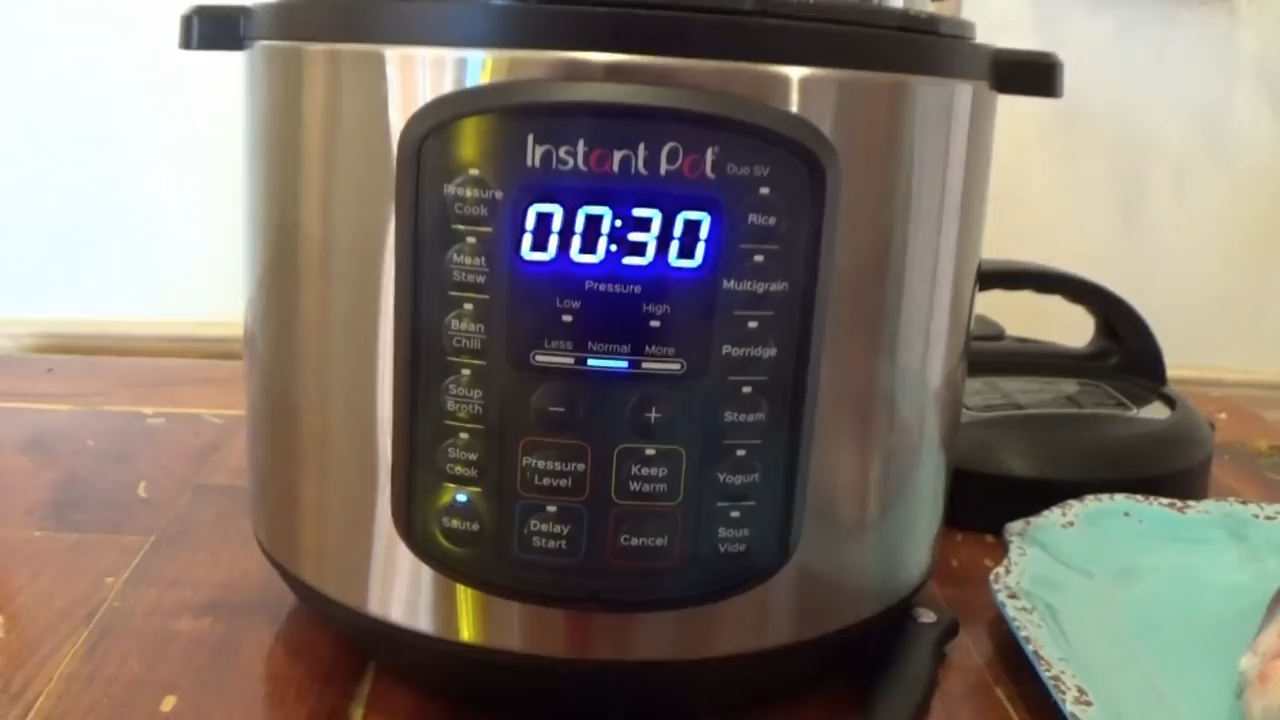 Instant Pot
Duo SV
00:30
Pressure
Low
High
Less
Normal
More
Pressure
Cook
Meat
Stew
Bean
Chili
Soup
Broth
Slow
Cook
Sauté
−
+
Pressure
Level
Keep
Warm
Delay
Start
Cancel
Rice
Multigrain
Porridge
Steam
Yogurt
Sous
Vide